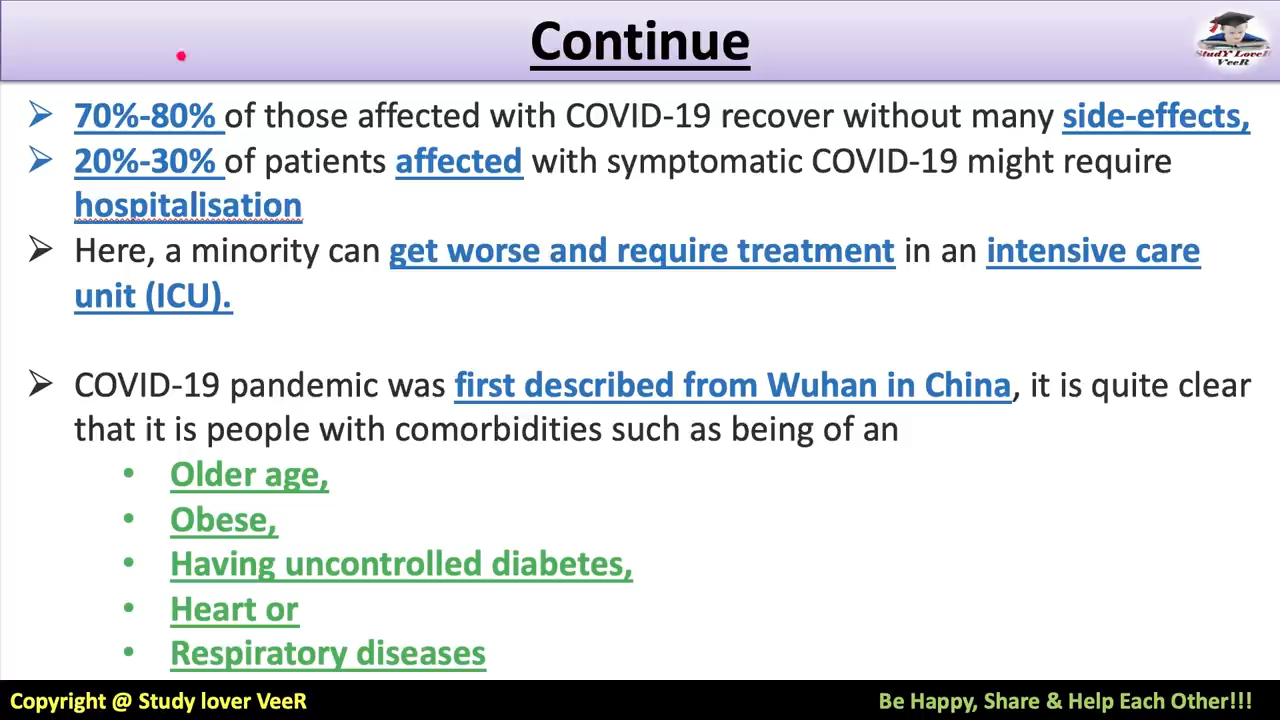 Continue
StudY LoveR
VeeR
➢ 70%-80% of those affected with COVID-19 recover without many side-effects,
➢ 20%-30% of patients affected with symptomatic COVID-19 might require
hospitalisation
➢ Here, a minority can get worse and require treatment in an intensive care
unit (ICU).
➢ COVID-19 pandemic was first described from Wuhan in China, it is quite clear
that it is people with comorbidities such as being of an
• Older age,
• Obese,
• Having uncontrolled diabetes,
• Heart or
• Respiratory diseases
Copyright @ Study lover VeeR
Be Happy, Share & Help Each Other!!!